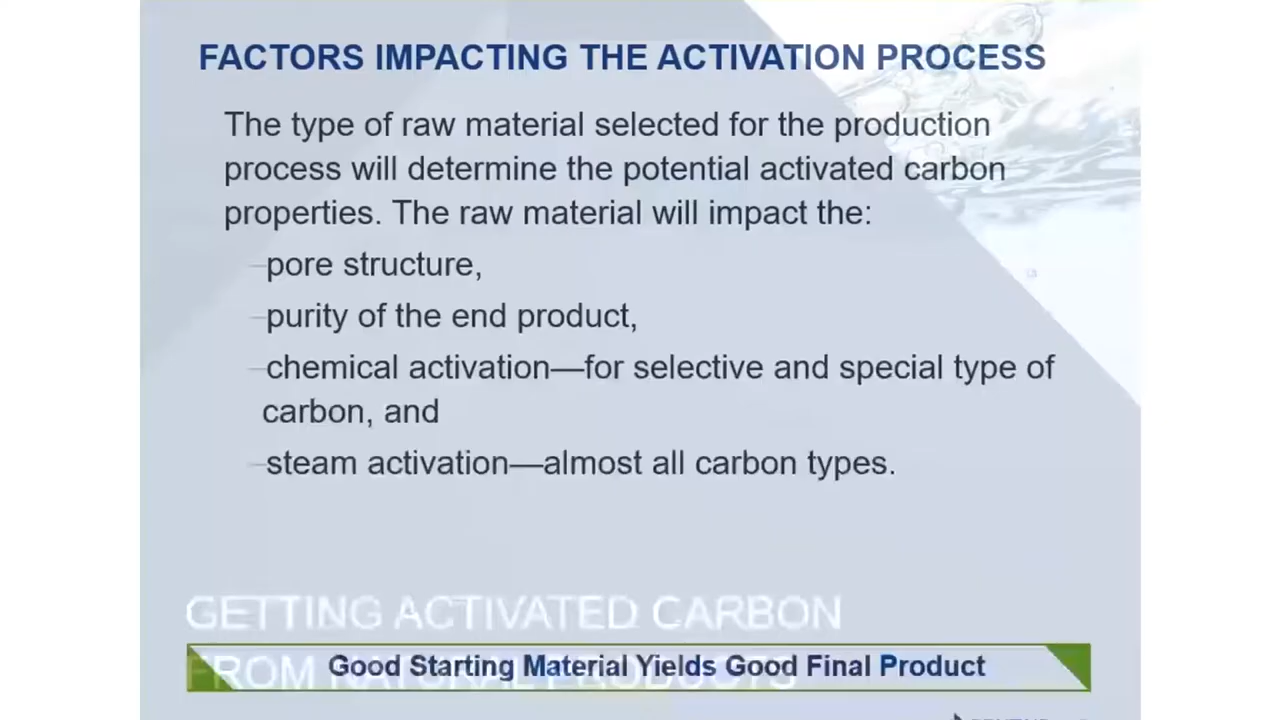 FACTORS IMPACTING THE ACTIVATION PROCESS
The type of raw material selected for the production
process will determine the potential activated carbon
properties. The raw material will impact the:
–pore structure,
–purity of the end product,
–chemical activation—for selective and special type of
carbon, and
–steam activation—almost all carbon types.
GETTING ACTIVATED CARBON
FROM NATURAL PRODUCTS
Good Starting Material Yields Good Final Product